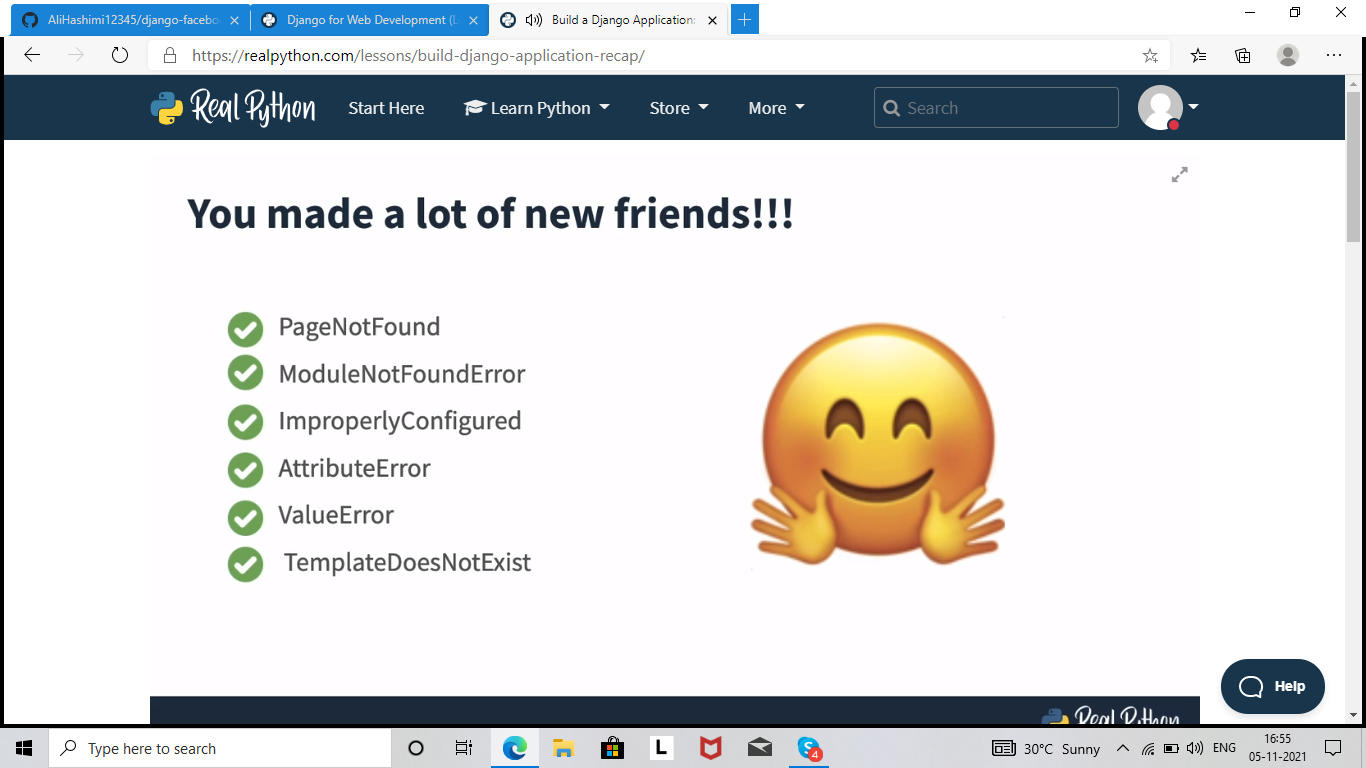 AliHashimi12345/django-facebo
Django for Web Development (L
Build a Django Application:
https://realpython.com/lessons/build-django-application-recap/
Real Python
Start Here
Learn Python
Store
More
Search
You made a lot of new friends!!!
PageNotFound
ModuleNotFoundError
ImproperlyConfigured
AttributeError
ValueError
TemplateDoesNotExist
Help
Real Python
Type here to search
L
4
30°C Sunny
ENG
16:55
05-11-2021